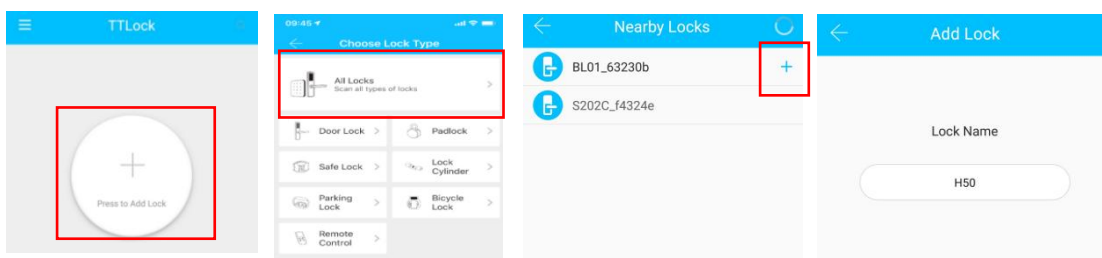 TTLock
Press to Add Lock
09:45
Choose Lock Type
All Locks
Scan all types of locks
Door Lock
Padlock
Safe Lock
Lock
Cylinder
Parking
Lock
Bicycle
Lock
Remote
Control
Nearby Locks
BL01_63230b
S202C_f4324e
Add Lock
Lock Name
H50